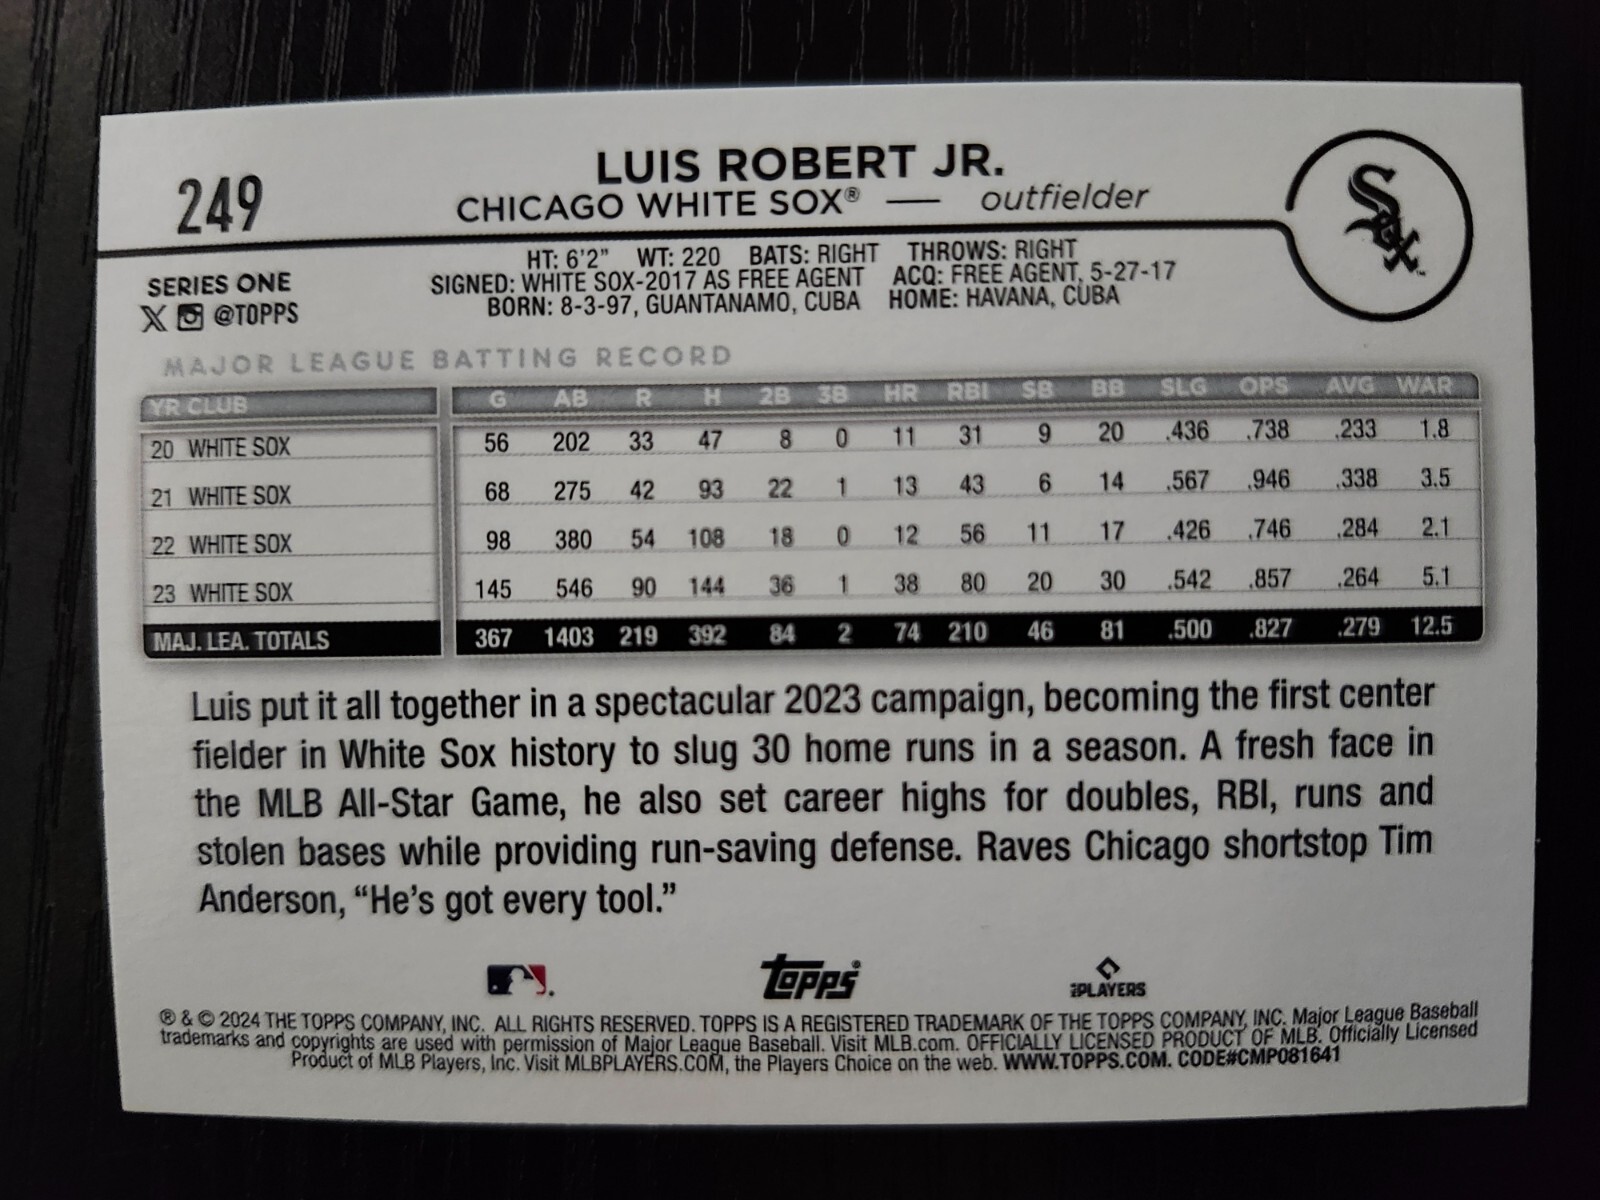 249
LUIS ROBERT JR.
CHICAGO WHITE SOX® — outfielder
Sox
SERIES ONE
X @TOPPS
HT: 6'2" WT: 220 BATS: RIGHT THROWS: RIGHT
SIGNED: WHITE SOX-2017 AS FREE AGENT ACQ: FREE AGENT, 5-27-17
BORN: 8-3-97, GUANTANAMO, CUBA HOME: HAVANA, CUBA
MAJOR LEAGUE BATTING RECORD
YR CLUB G AB R H 2B 3B HR RBI SB BB SLG OPS AVG WAR
20 WHITE SOX 56 202 33 47 8 0 11 31 9 20 .436 .738 .233 1.8
21 WHITE SOX 68 275 42 93 22 1 13 43 6 14 .567 .946 .338 3.5
22 WHITE SOX 98 380 54 108 18 0 12 56 11 17 .426 .746 .284 2.1
23 WHITE SOX 145 546 90 144 36 1 38 80 20 30 .542 .857 .264 5.1
MAJ. LEA. TOTALS 367 1403 219 392 84 2 74 210 46 81 .500 .827 .279 12.5
Luis put it all together in a spectacular 2023 campaign, becoming the first center
fielder in White Sox history to slug 30 home runs in a season. A fresh face in
the MLB All-Star Game, he also set career highs for doubles, RBI, runs and
stolen bases while providing run-saving defense. Raves Chicago shortstop Tim
Anderson, “He's got every tool.”
Topps®
PLAYERS
® & © 2024 THE TOPPS COMPANY, INC. ALL RIGHTS RESERVED. TOPPS IS A REGISTERED TRADEMARK OF THE TOPPS COMPANY, INC. Major League Baseball
trademarks and copyrights are used with permission of Major League Baseball. Visit MLB.com. OFFICIALLY LICENSED PRODUCT OF MLB. Officially Licensed
Product of MLB Players, Inc. Visit MLBPLAYERS.COM, the Players Choice on the web. WWW.TOPPS.COM. CODE#CMP081641